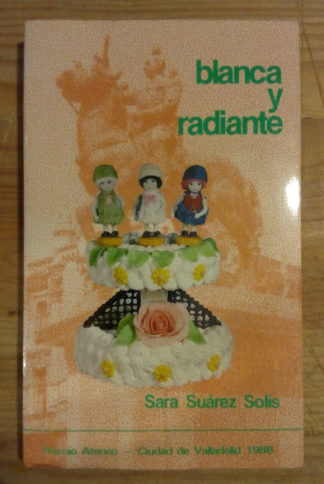 blanca
y
radiante
Sara Suárez Solís
Premio Ateneo - Ciudad de Valladolid 1988